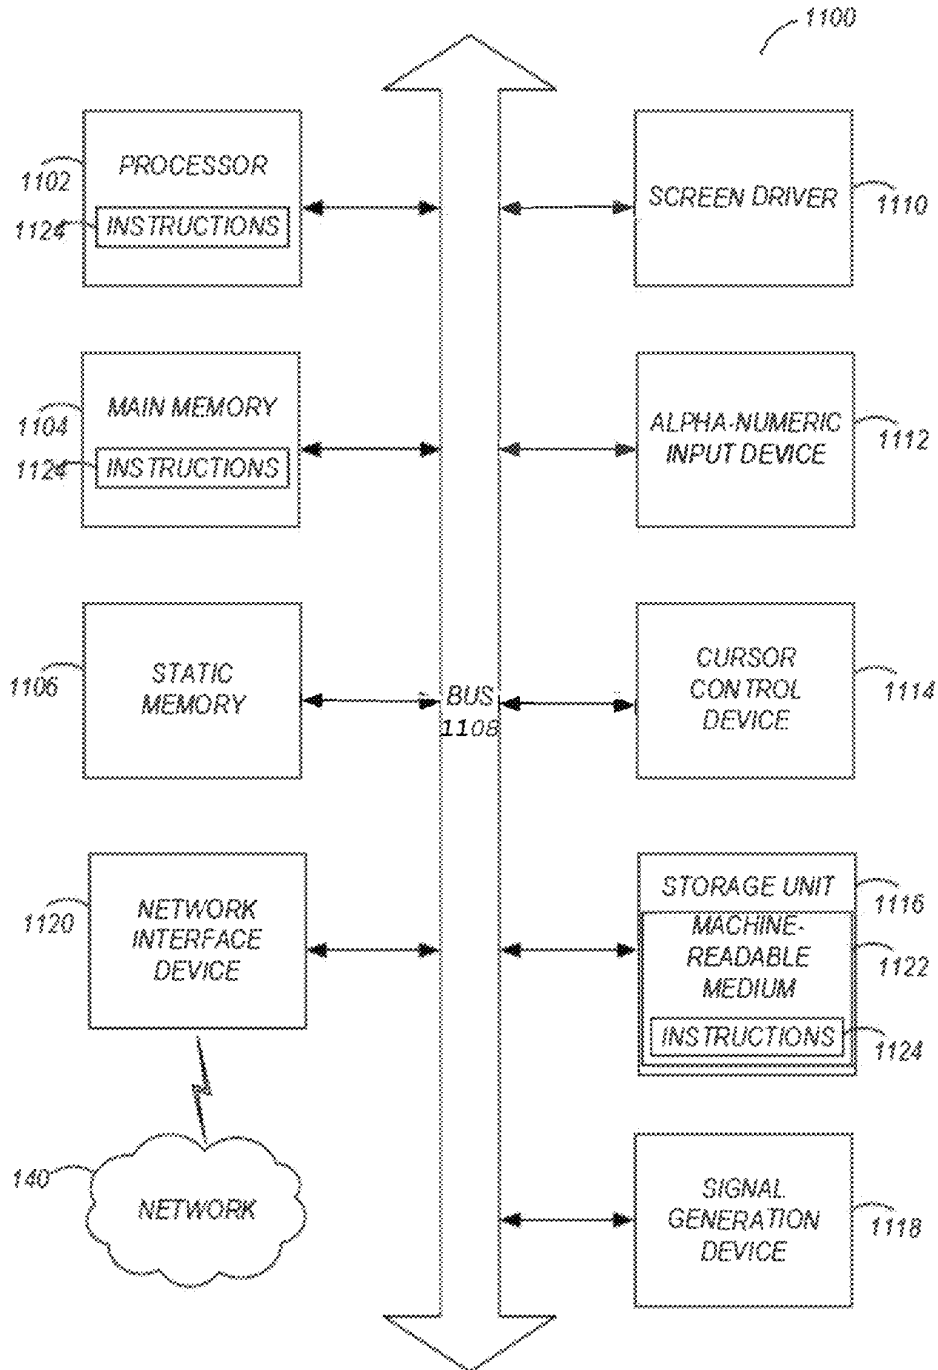 1100
PROCESSOR
1102
1124
INSTRUCTIONS
SCREEN DRIVER
1110
MAIN MEMORY
1104
1124
INSTRUCTIONS
ALPHA-NUMERIC
INPUT DEVICE
1112
STATIC
MEMORY
1106
BUS
1108
CURSOR
CONTROL
DEVICE
1114
NETWORK
INTERFACE
DEVICE
1120
STORAGE UNIT
1116
MACHINE-
READABLE
MEDIUM
1122
INSTRUCTIONS
1124
140
NETWORK
SIGNAL
GENERATION
DEVICE
1118